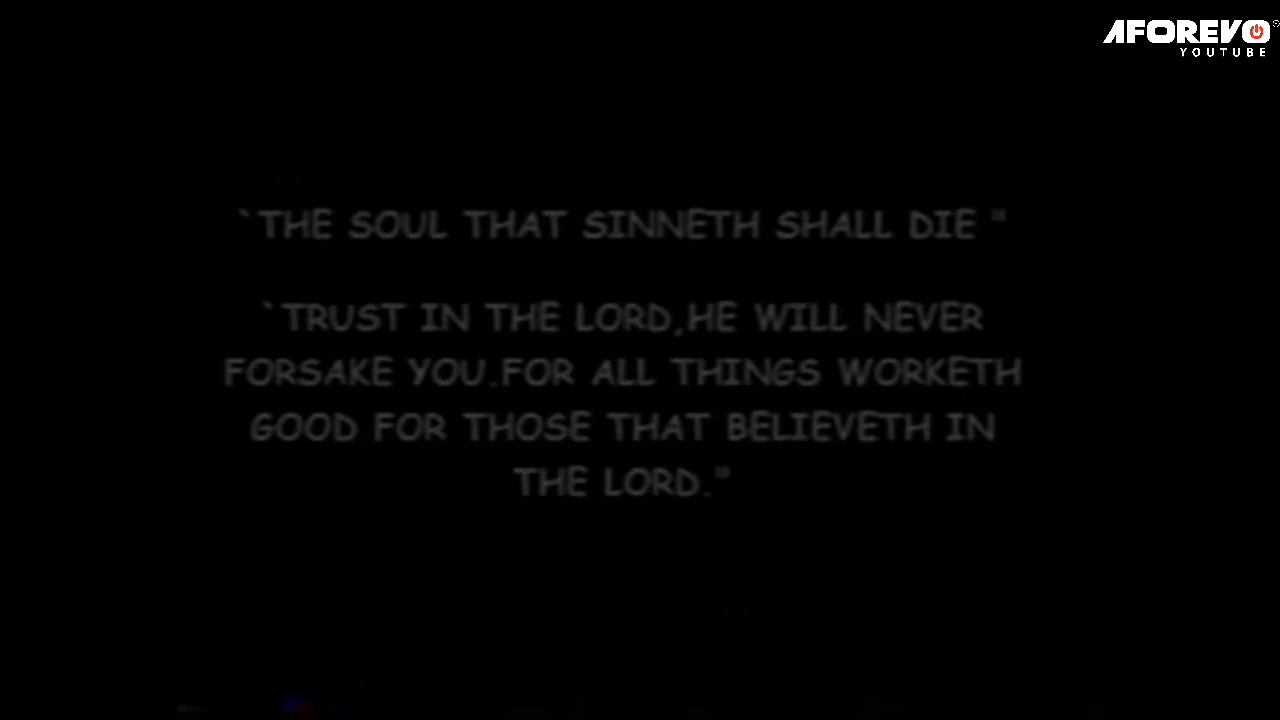 AFOREVO
YOUTUBE
`THE SOUL THAT SINNETH SHALL DIE "
`TRUST IN THE LORD,HE WILL NEVER
FORSAKE YOU.FOR ALL THINGS WORKETH
GOOD FOR THOSE THAT BELIEVETH IN
THE LORD."